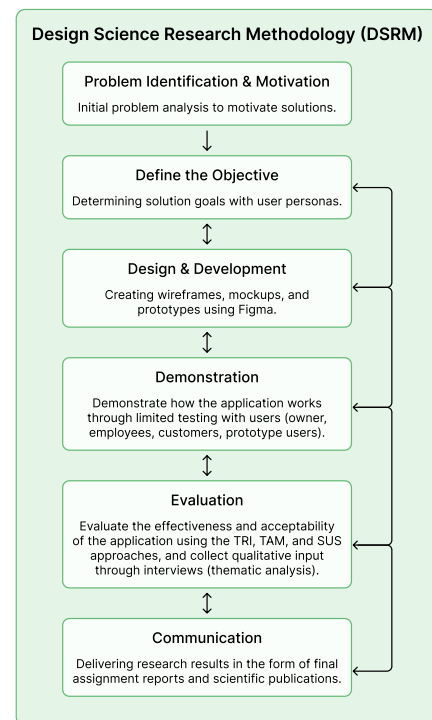 Design Science Research Methodology (DSRM)
Problem Identification & Motivation
Initial problem analysis to motivate solutions.
Define the Objective
Determining solution goals with user personas.
Design & Development
Creating wireframes, mockups, and
prototypes using Figma.
Demonstration
Demonstrate how the application works
through limited testing with users (owner,
employees, customers, prototype users).
Evaluation
Evaluate the effectiveness and acceptability
of the application using the TRI, TAM, and SUS
approaches, and collect qualitative input
through interviews (thematic analysis).
Communication
Delivering research results in the form of final
assignment reports and scientific publications.